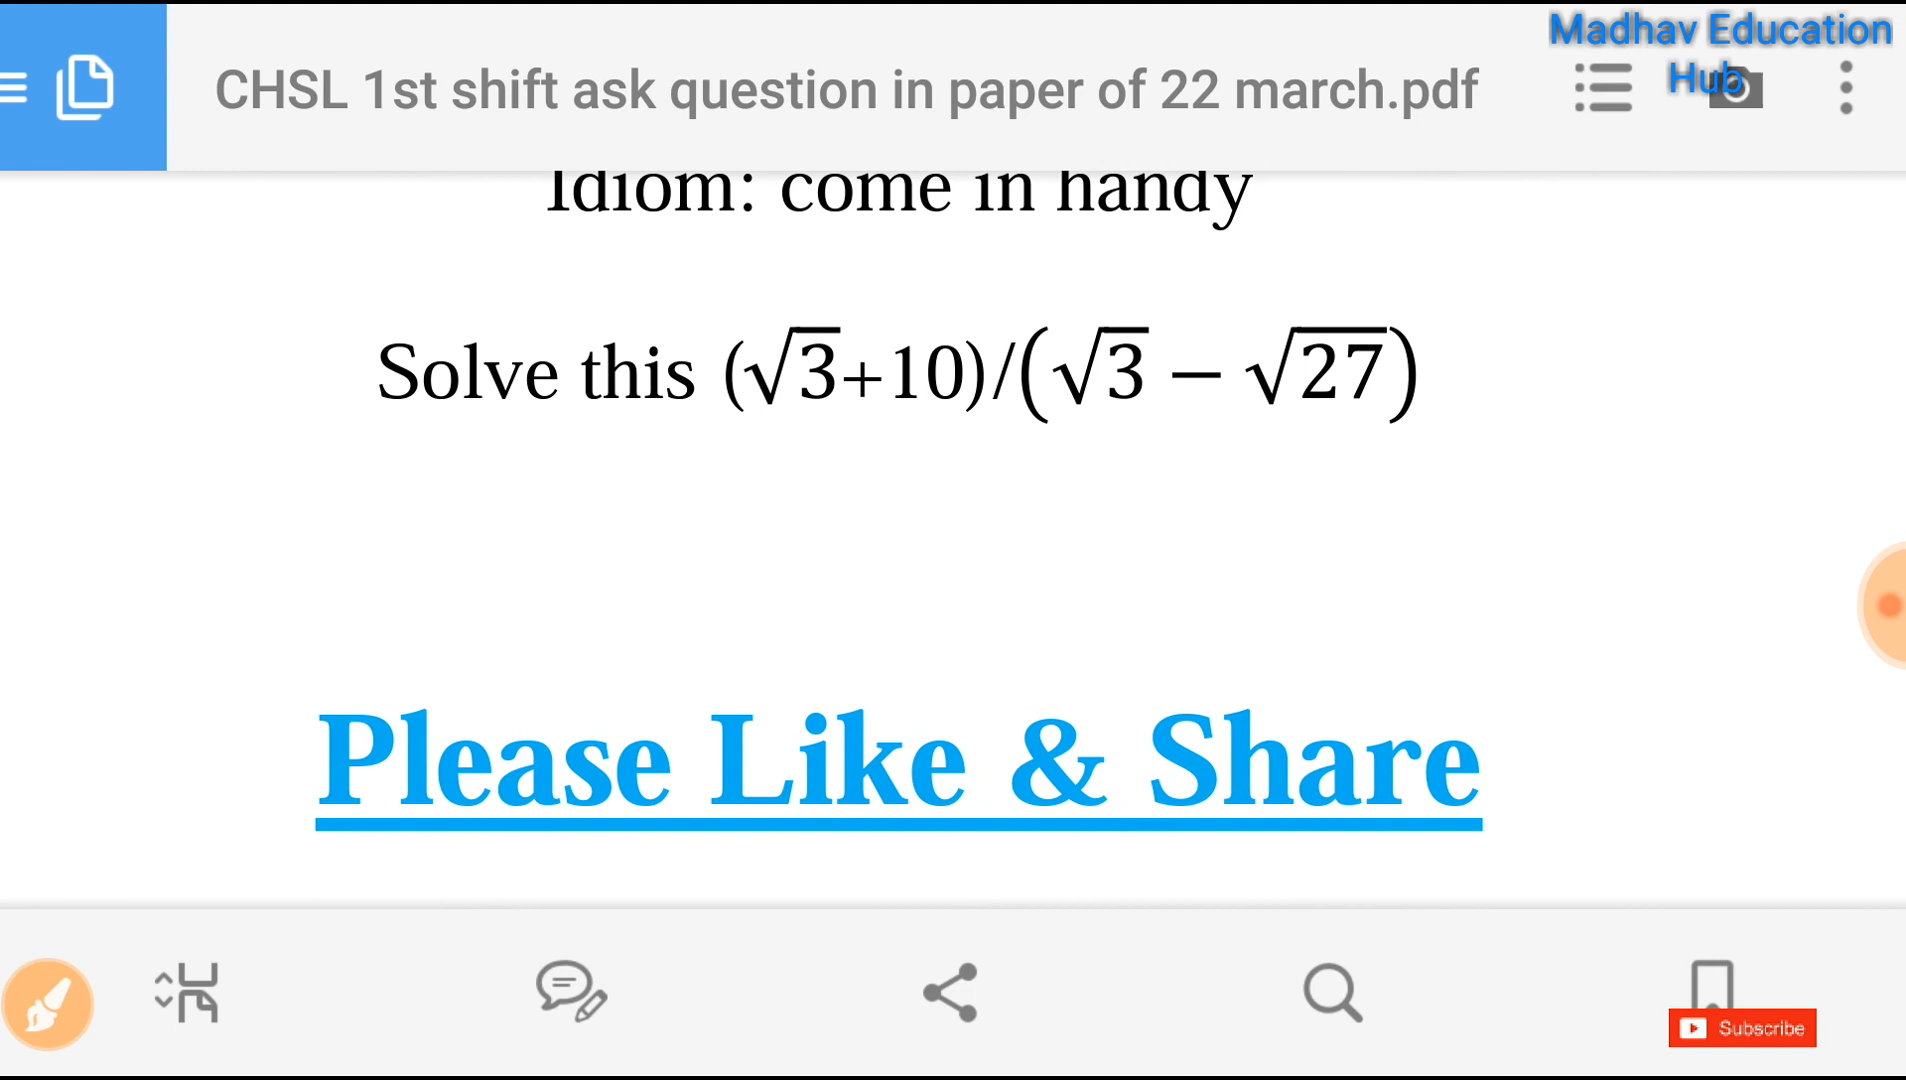 Madhav Education
Hub
CHSL 1st shift ask question in paper of 22 march.pdf
Idiom: come in handy
Solve this (√3+10)/(√3 − √27)
Please Like & Share
Subscribe